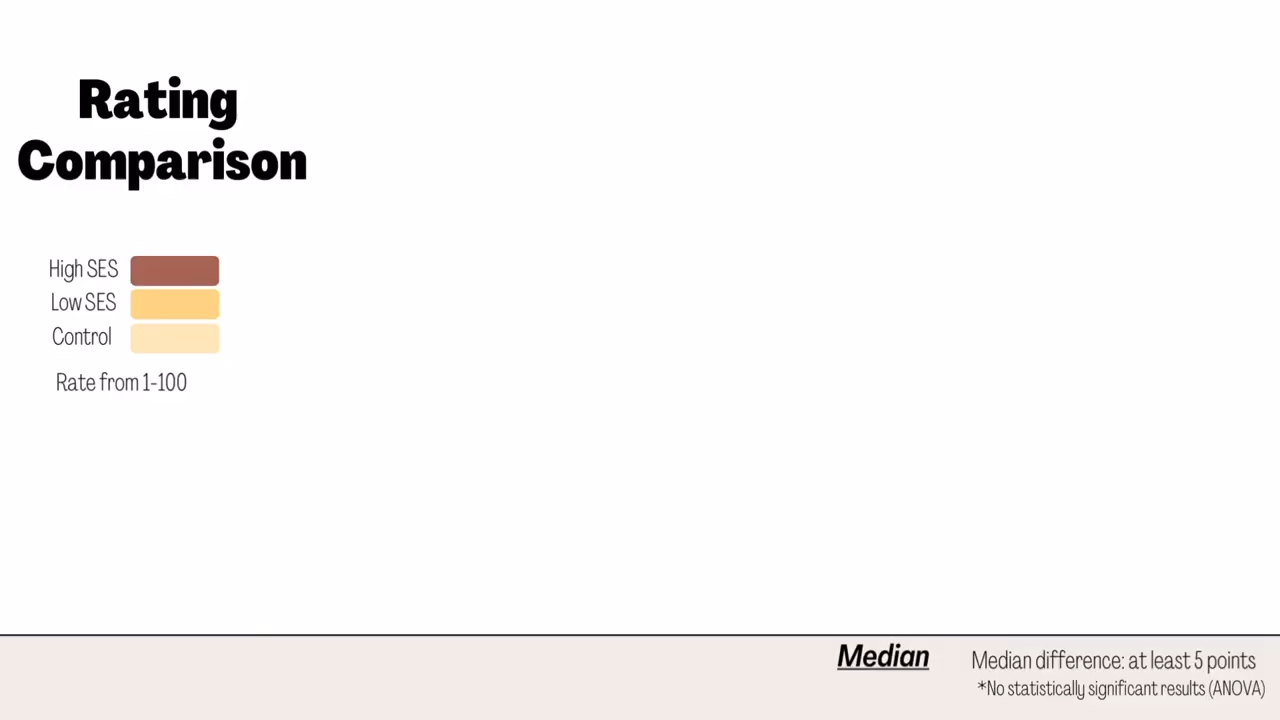 Rating
Comparison
High SES
Low SES
Control
Rate from 1-100
Median
Median difference: at least 5 points
*No statistically significant results (ANOVA)